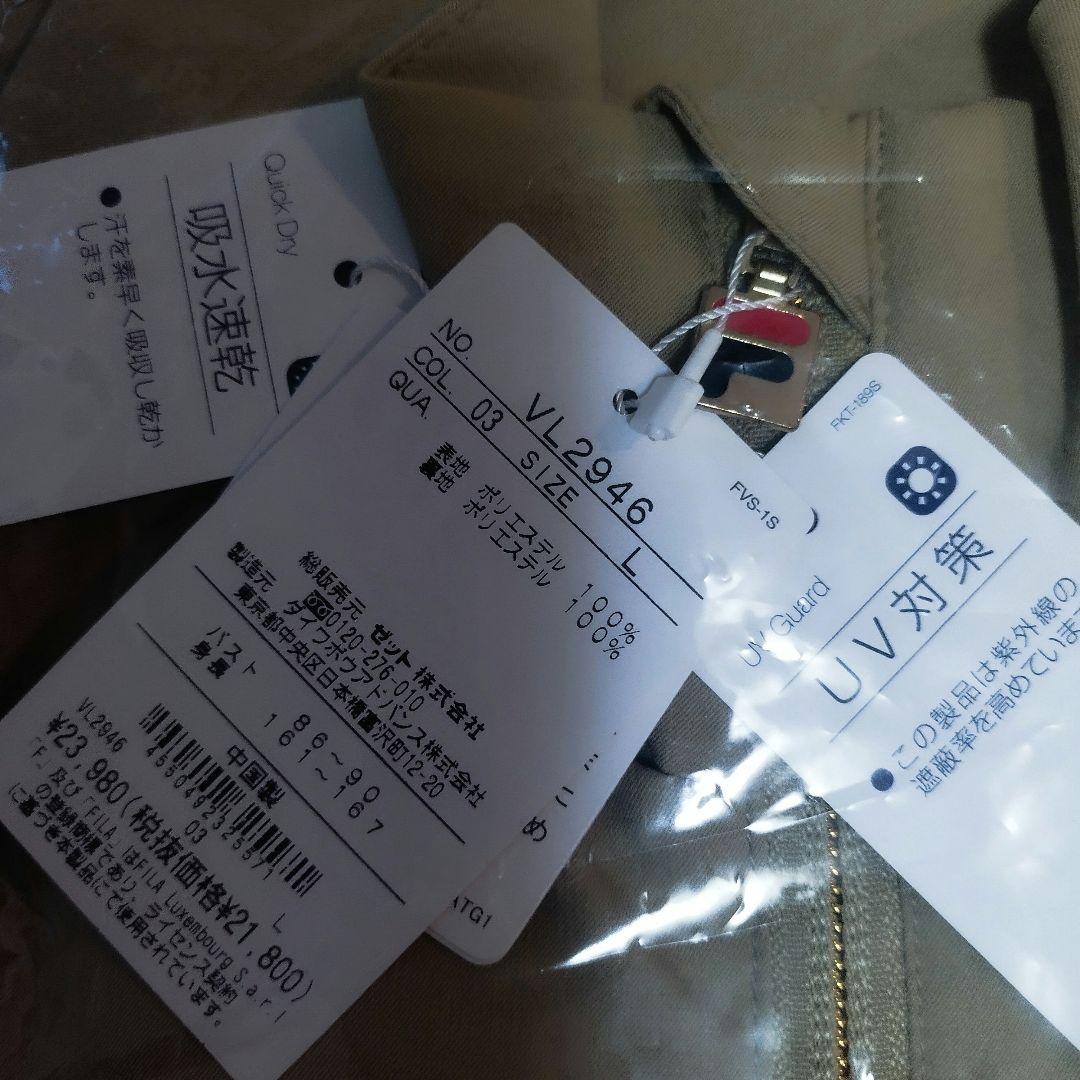 Quick Dry
吸水速乾
●汗を素早く吸収し乾か
します。
NO. VL2946
COL. 03 SIZE L
QUA.
表地 ポリエステル 100%
裏地 ポリエステル 100%
FVS-1S
総販売元 ゼット株式会社
0120-276-010
製造元 ダイワボウアドバンス株式会社
東京都中央区日本橋富沢町12-20
バスト 86~90
身長 161~167
中国製
4550492325571
VL2946 03 L
¥23,980(税抜価格¥21,800)
「F」及び「FILA」はFILA Luxembourg S.a.r.l
の登録商標であり、ライセンス契約
に基づき本製品にて使用されています。
こめ
ATG1
FKT-189S
UV Guard
UV対策
●この製品は紫外線の
遮蔽率を高めていま